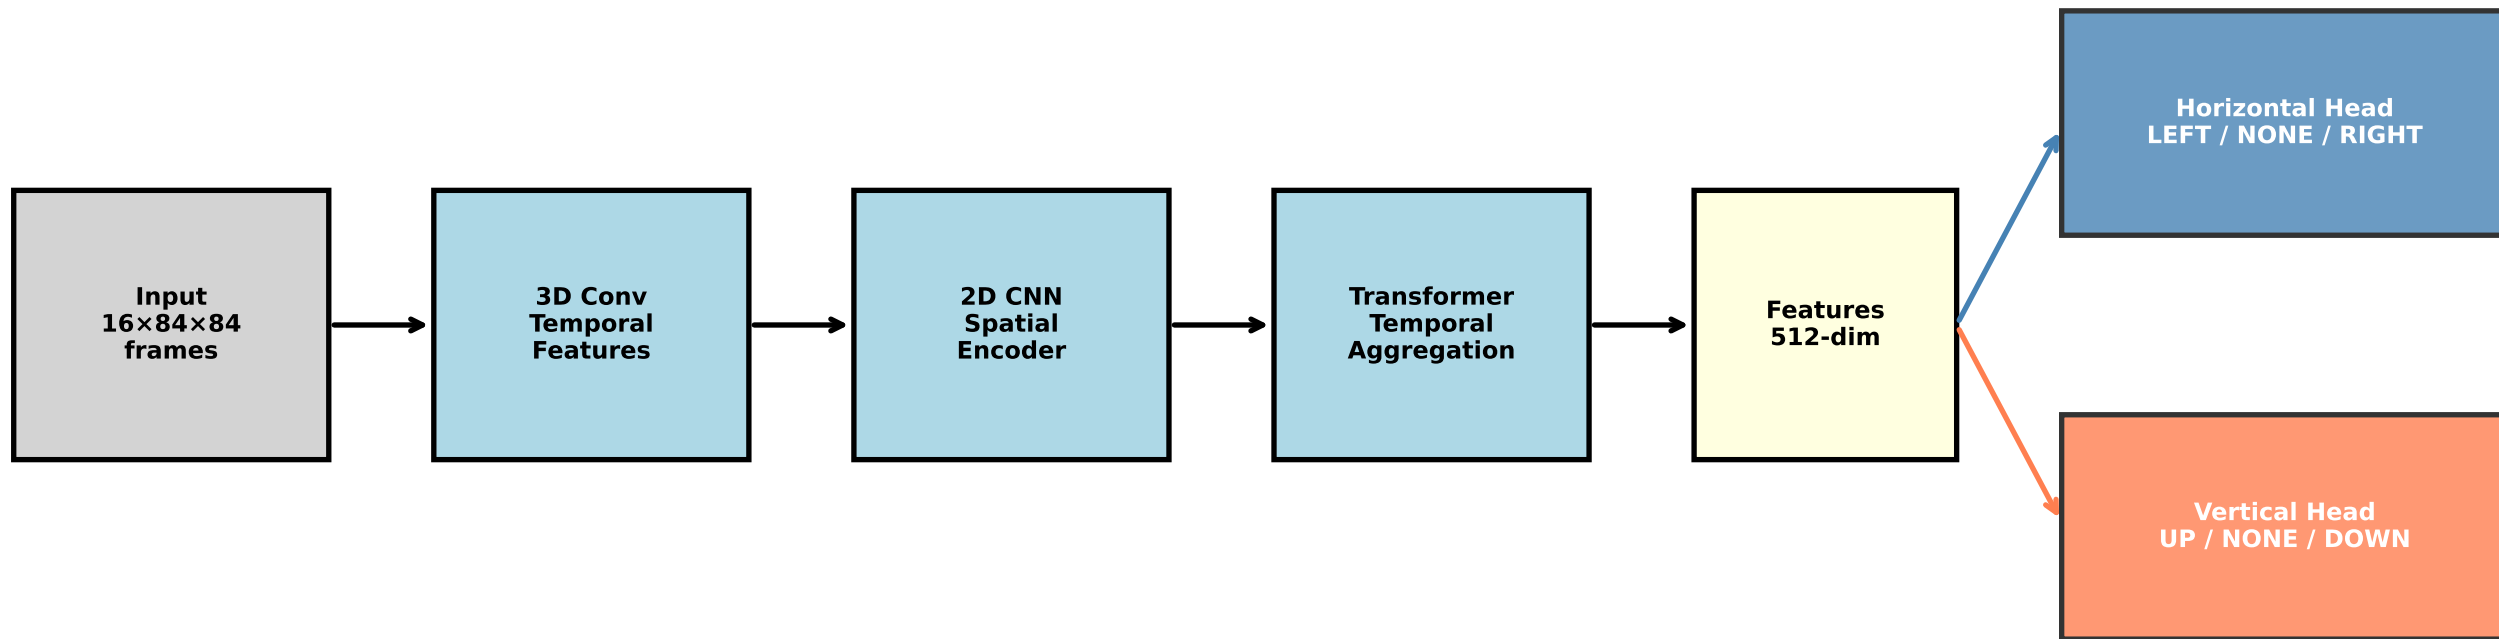 Input
16×84×84
frames
3D Conv
Temporal
Features
2D CNN
Spatial
Encoder
Transformer
Temporal
Aggregation
Features
512-dim
Horizontal Head
LEFT / NONE / RIGHT
Vertical Head
UP / NONE / DOWN